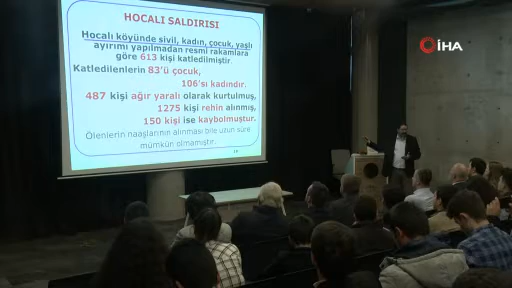 HOCALI SALDIRISI
Hocalı köyünde sivil, kadın, çocuk, yaşlı
ayırımı yapılmadan resmi rakamlara
göre 613 kişi katledilmiştir.
Katledilenlerin 83'ü çocuk,
106'sı kadındır.
487 kişi ağır yaralı olarak kurtulmuş,
1275 kişi rehin alınmış,
150 kişi ise kaybolmuştur.
Ölenlerin naaşlarının alınması bile uzun süre
mümkün olmamıştır.
İHA